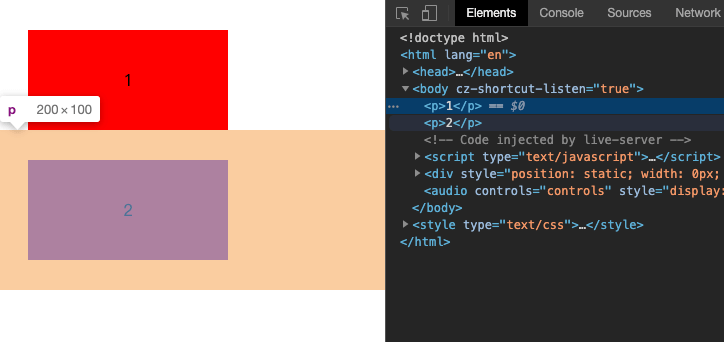 1
p 200 × 100
2
Elements Console Sources Network
<!doctype html>
<html lang="en">
<head>…</head>
<body cz-shortcut-listen="true">
… <p>1</p> == $0
<p>2</p>
<!-- Code injected by live-server -->
<script type="text/javascript">…</script>
<div style="position: static; width: 0px;
<audio controls="controls" style="display:
</body>
<style type="text/css">…</style>
</html>